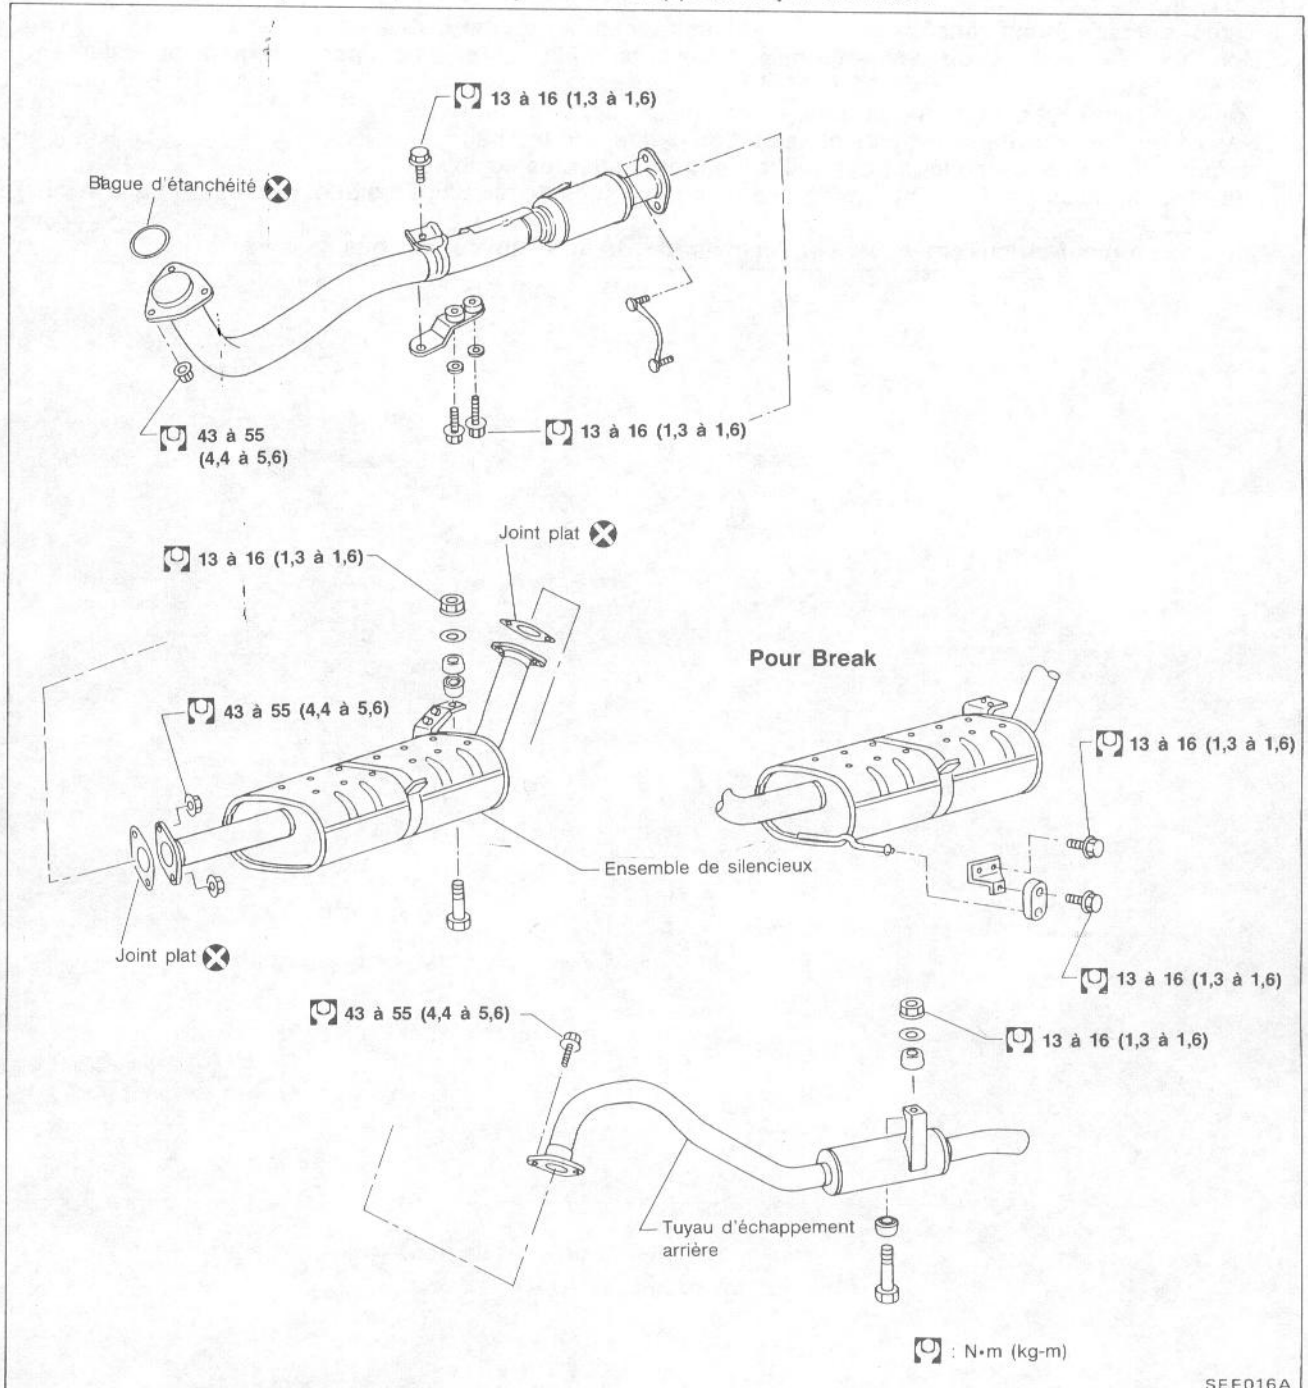 13 à 16 (1,3 à 1,6)
Bague d'étanchéité
43 à 55
(4,4 à 5,6)
13 à 16 (1,3 à 1,6)
Joint plat
13 à 16 (1,3 à 1,6)
Pour Break
43 à 55 (4,4 à 5,6)
13 à 16 (1,3 à 1,6)
Ensemble de silencieux
Joint plat
13 à 16 (1,3 à 1,6)
43 à 55 (4,4 à 5,6)
13 à 16 (1,3 à 1,6)
Tuyau d'échappement
arrière
: N•m (kg-m)
SEF016A